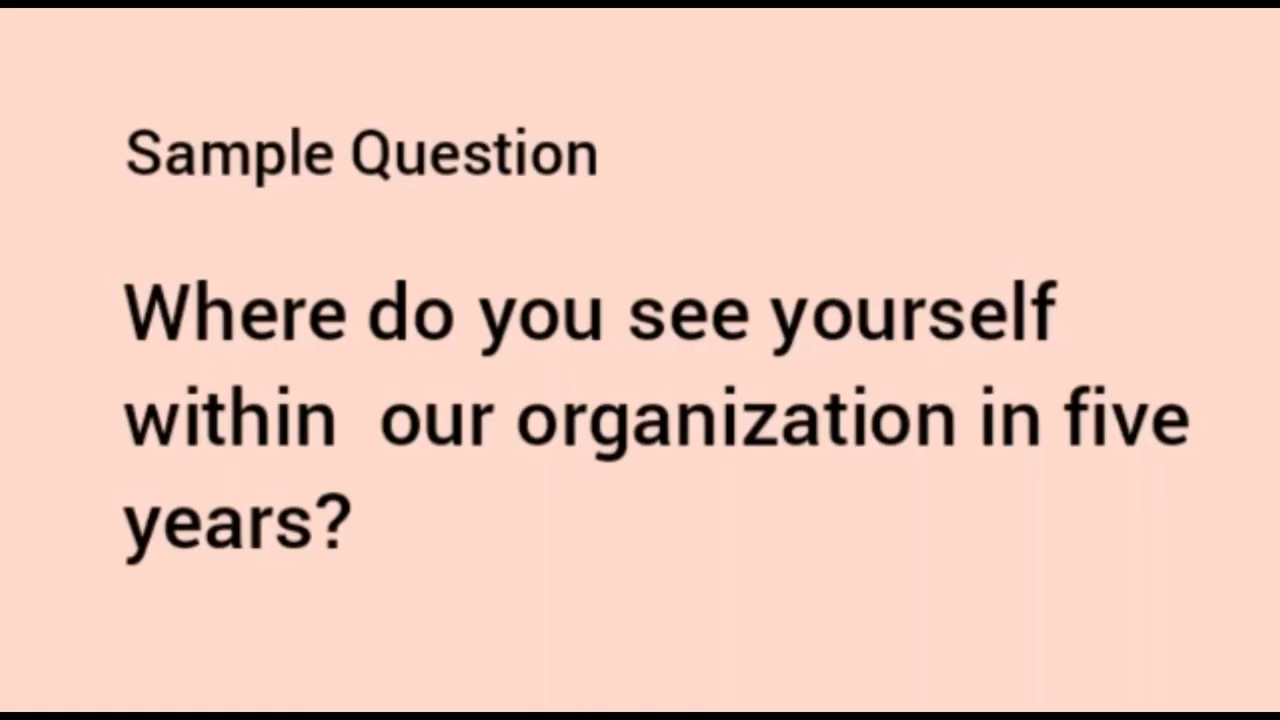 Sample Question
Where do you see yourself
within  our organization in five
years?